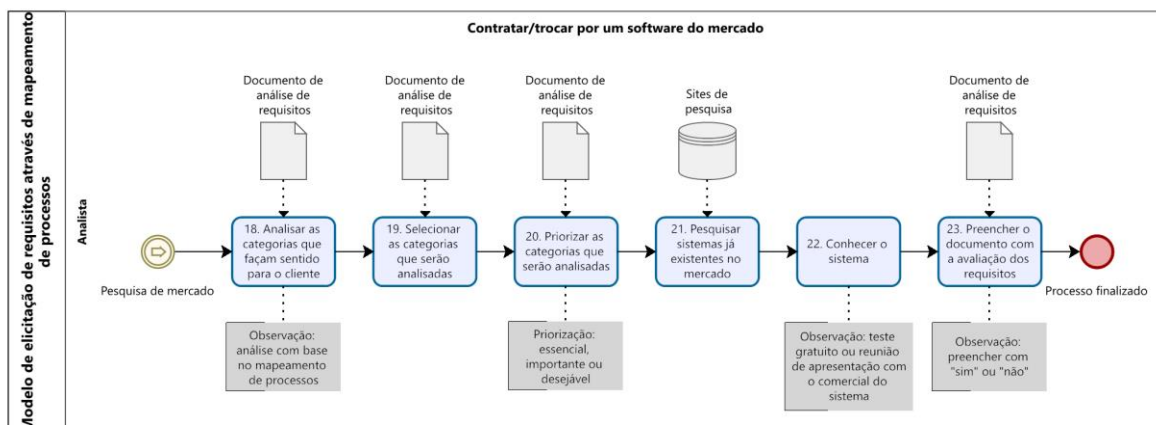 Contratar/trocar por um software do mercado
Modelo de elicitação de requisitos através de mapeamento
de processos
Analista
Documento de
análise de
requisitos
Documento de
análise de
requisitos
Documento de
análise de
requisitos
Sites de
pesquisa
Documento de
análise de
requisitos
Pesquisa de mercado
18. Analisar as
categorias que
façam sentido
para o cliente
19. Selecionar
as categorias
que serão
analisadas
20. Priorizar as
categorias que
serão analisadas
21. Pesquisar
sistemas já
existentes no
mercado
22. Conhecer o
sistema
23. Preencher o
documento com
a avaliação dos
requisitos
Processo finalizado
Observação:
análise com base
no mapeamento
de processos
Priorização:
essencial,
importante ou
desejável
Observação: teste
gratuito ou reunião
de apresentação com
o comercial do
sistema
Observação:
preencher com
"sim" ou "não"